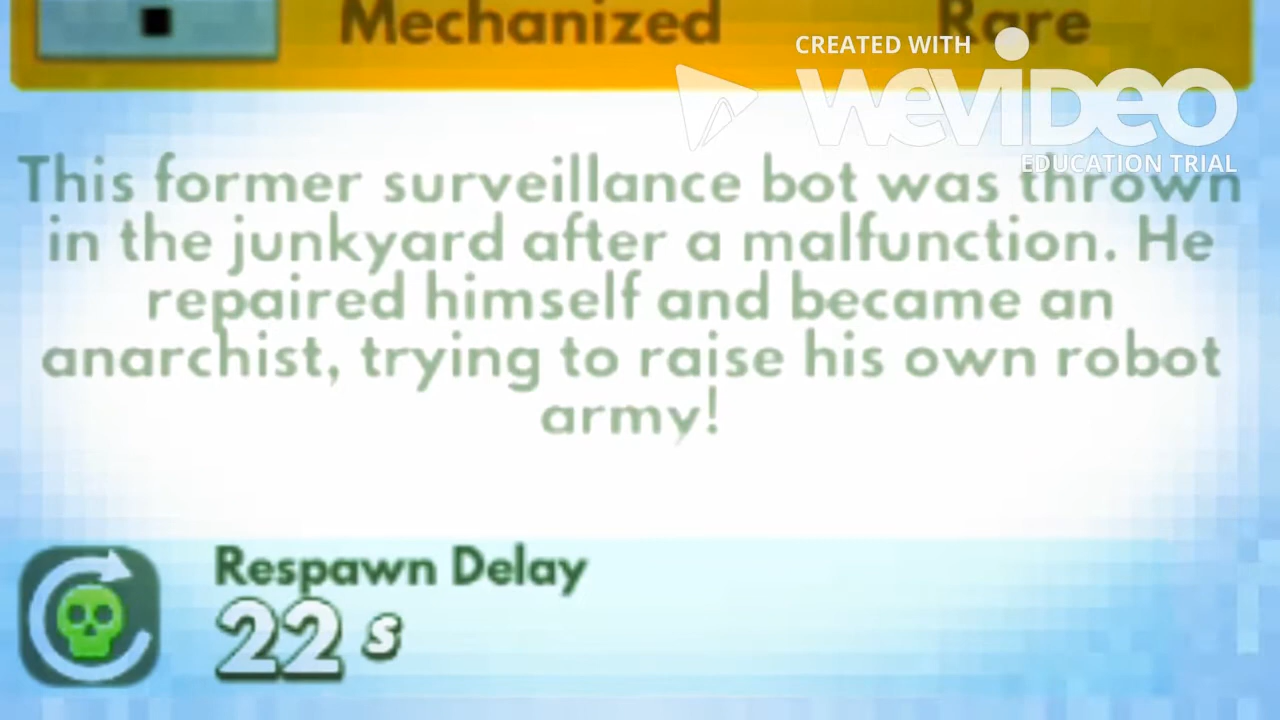 Mechanized Rare
CREATED WITH
WEVIDEO
EDUCATION TRIAL
This former surveillance bot was thrown
in the junkyard after a malfunction. He
repaired himself and became an
anarchist, trying to raise his own robot
army!
Respawn Delay
22 s